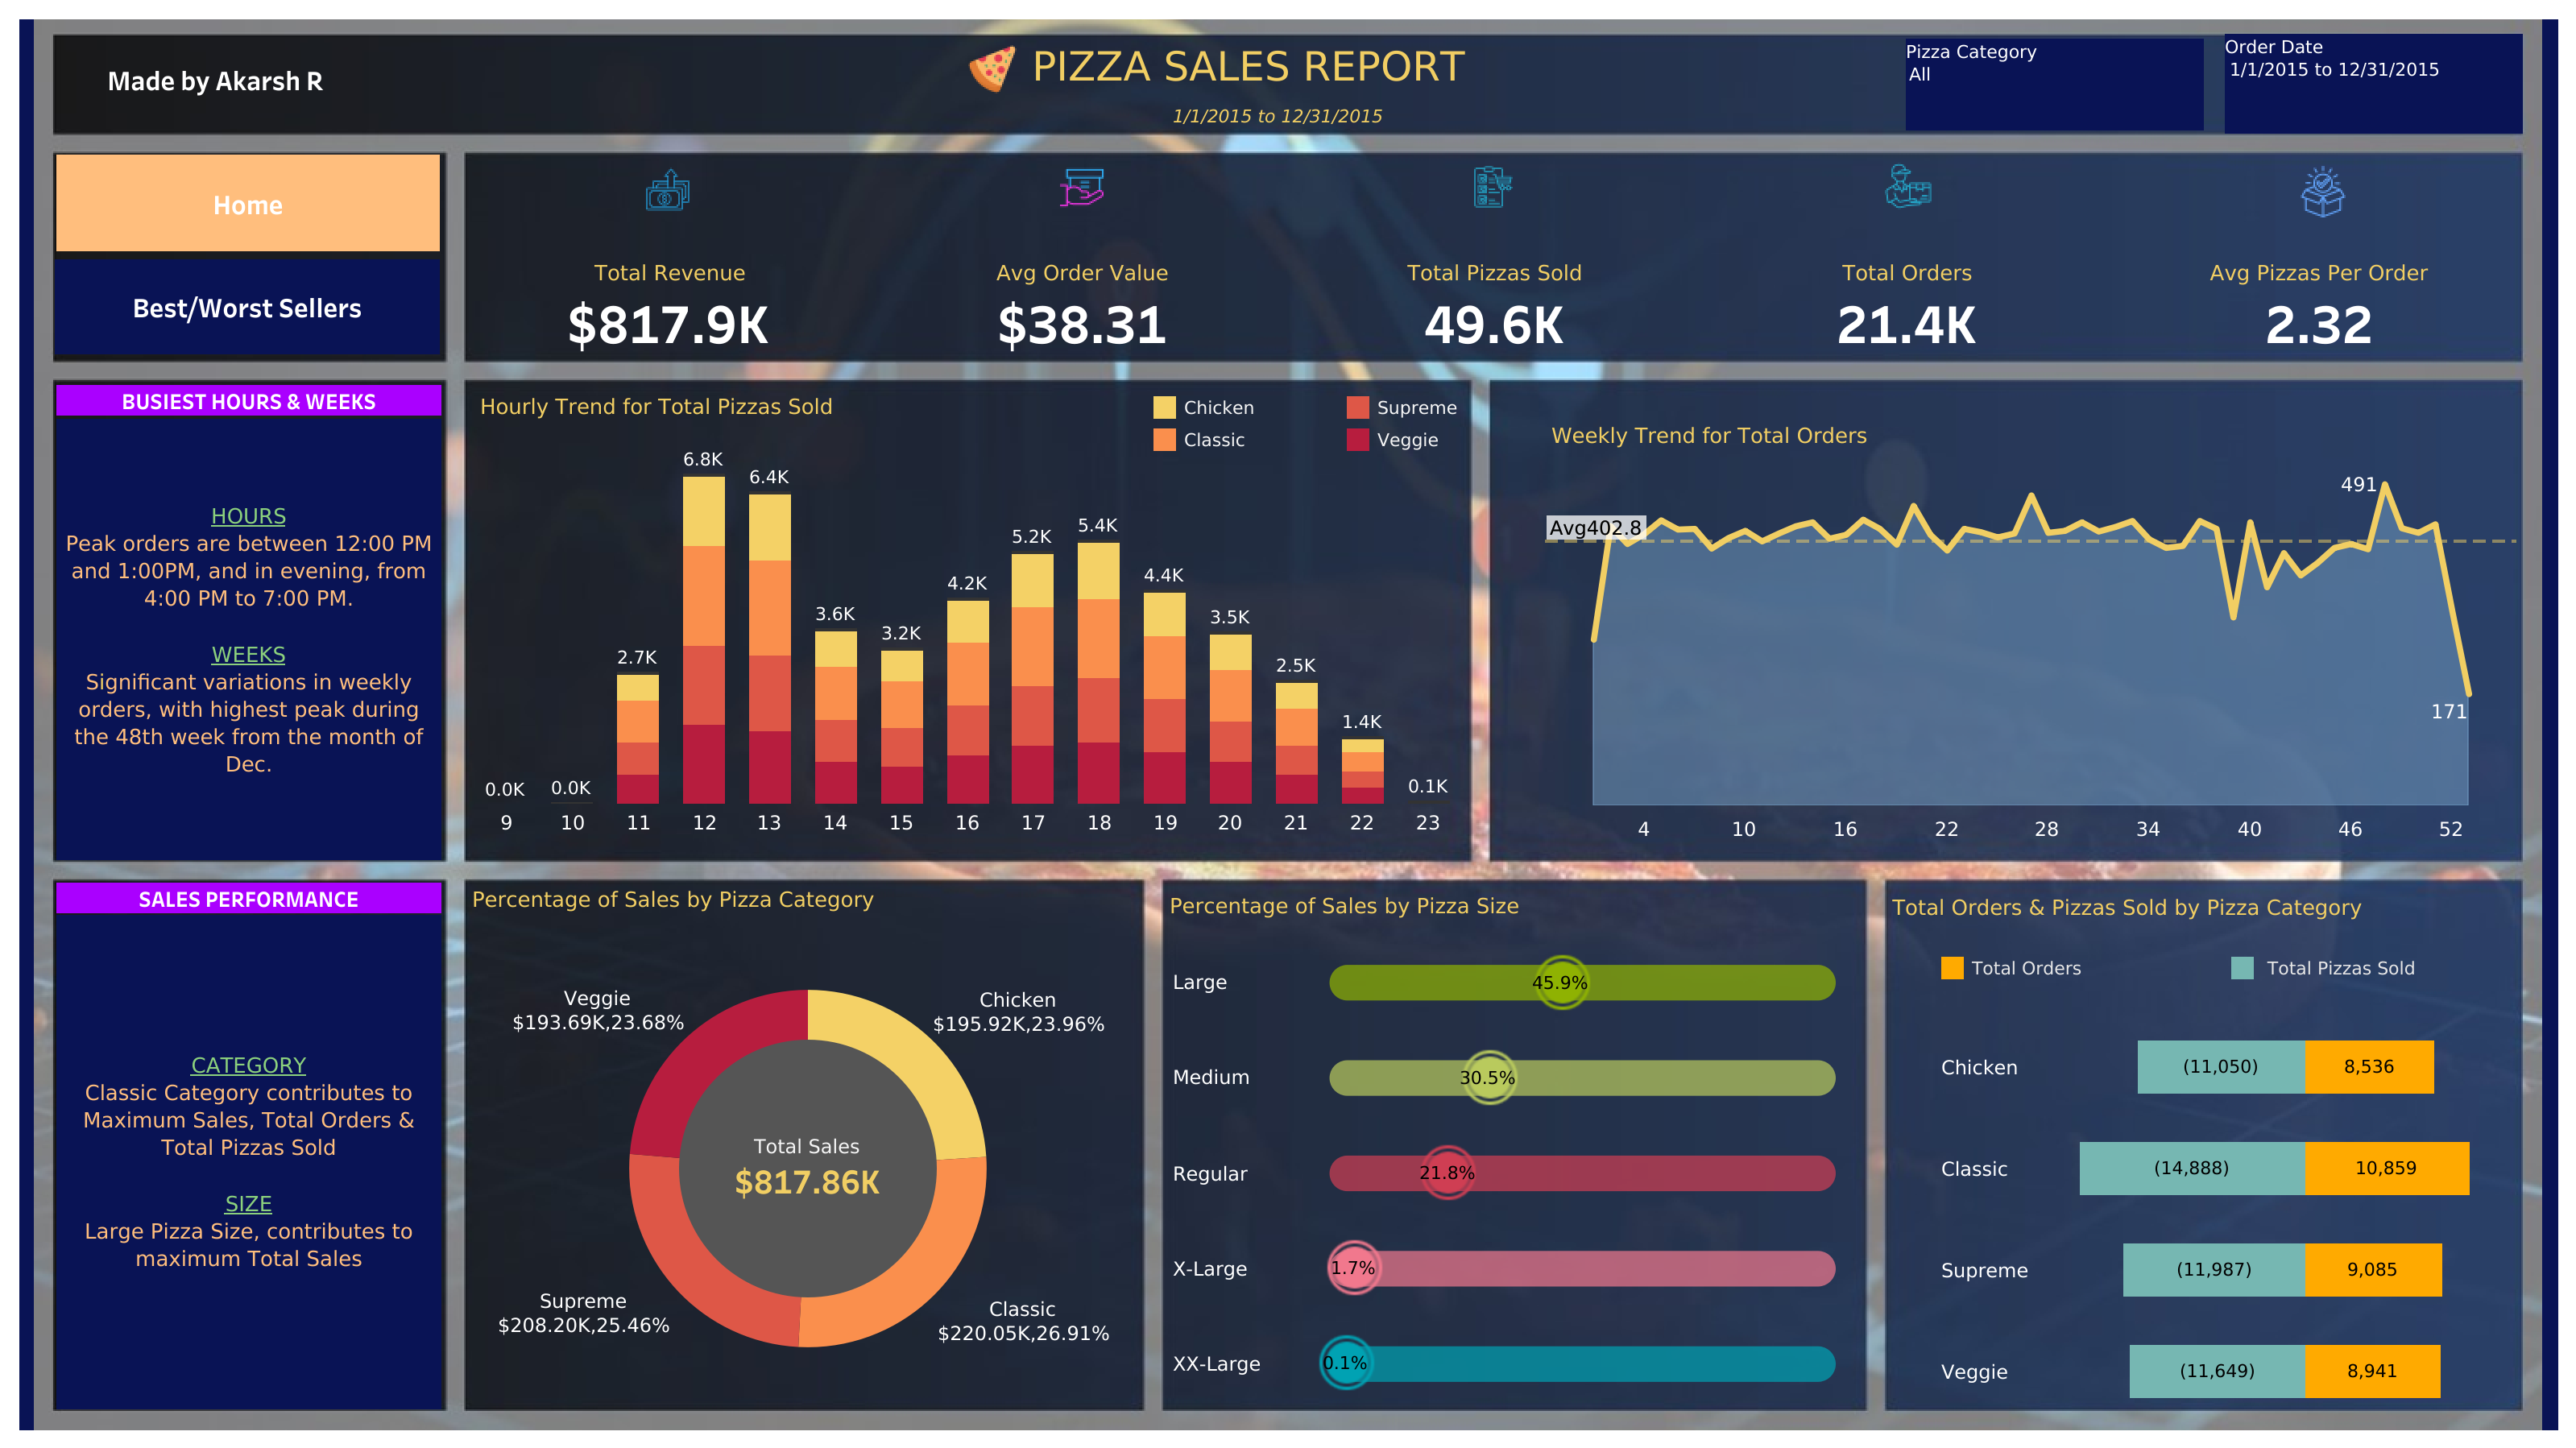 Made by Akarsh R
PIZZA SALES REPORT
1/1/2015 to 12/31/2015
Pizza Category
All
Order Date
1/1/2015 to 12/31/2015
Home
Best/Worst Sellers
Total Revenue
$817.9K
Avg Order Value
$38.31
Total Pizzas Sold
49.6K
Total Orders
21.4K
Avg Pizzas Per Order
2.32
BUSIEST HOURS & WEEKS
HOURS
Peak orders are between 12:00 PM
and 1:00PM, and in evening, from
4:00 PM to 7:00 PM.
WEEKS
Significant variations in weekly
orders, with highest peak during
the 48th week from the month of
Dec.
Hourly Trend for Total Pizzas Sold
Chicken
Supreme
Classic
Veggie
0.0K
0.0K
2.7K
6.8K
6.4K
3.6K
3.2K
4.2K
5.2K
5.4K
4.4K
3.5K
2.5K
1.4K
0.1K
9 10 11 12 13 14 15 16 17 18 19 20 21 22 23
Weekly Trend for Total Orders
Avg402.8
491
171
4 10 16 22 28 34 40 46 52
SALES PERFORMANCE
CATEGORY
Classic Category contributes to
Maximum Sales, Total Orders &
Total Pizzas Sold
SIZE
Large Pizza Size, contributes to
maximum Total Sales
Percentage of Sales by Pizza Category
Veggie
$193.69K,23.68%
Chicken
$195.92K,23.96%
Total Sales
$817.86K
Supreme
$208.20K,25.46%
Classic
$220.05K,26.91%
Percentage of Sales by Pizza Size
Large 45.9%
Medium 30.5%
Regular 21.8%
X-Large 1.7%
XX-Large 0.1%
Total Orders & Pizzas Sold by Pizza Category
Total Orders
Total Pizzas Sold
Chicken (11,050) 8,536
Classic (14,888) 10,859
Supreme (11,987) 9,085
Veggie (11,649) 8,941